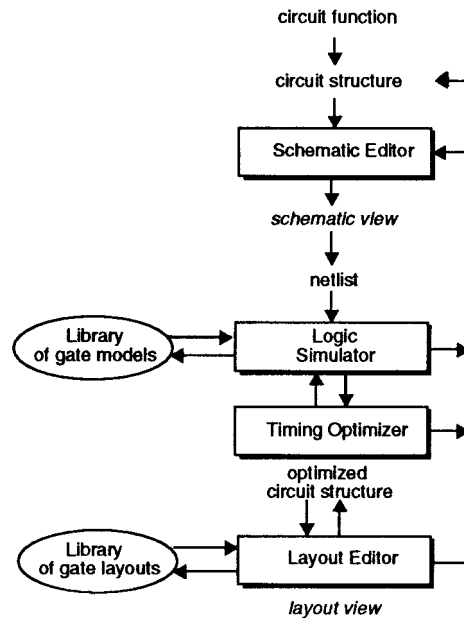 circuit function
circuit structure
Schematic Editor
schematic view
netlist
Library
of gate models
Logic
Simulator
Timing Optimizer
optimized
circuit structure
Library
of gate layouts
Layout Editor
layout view